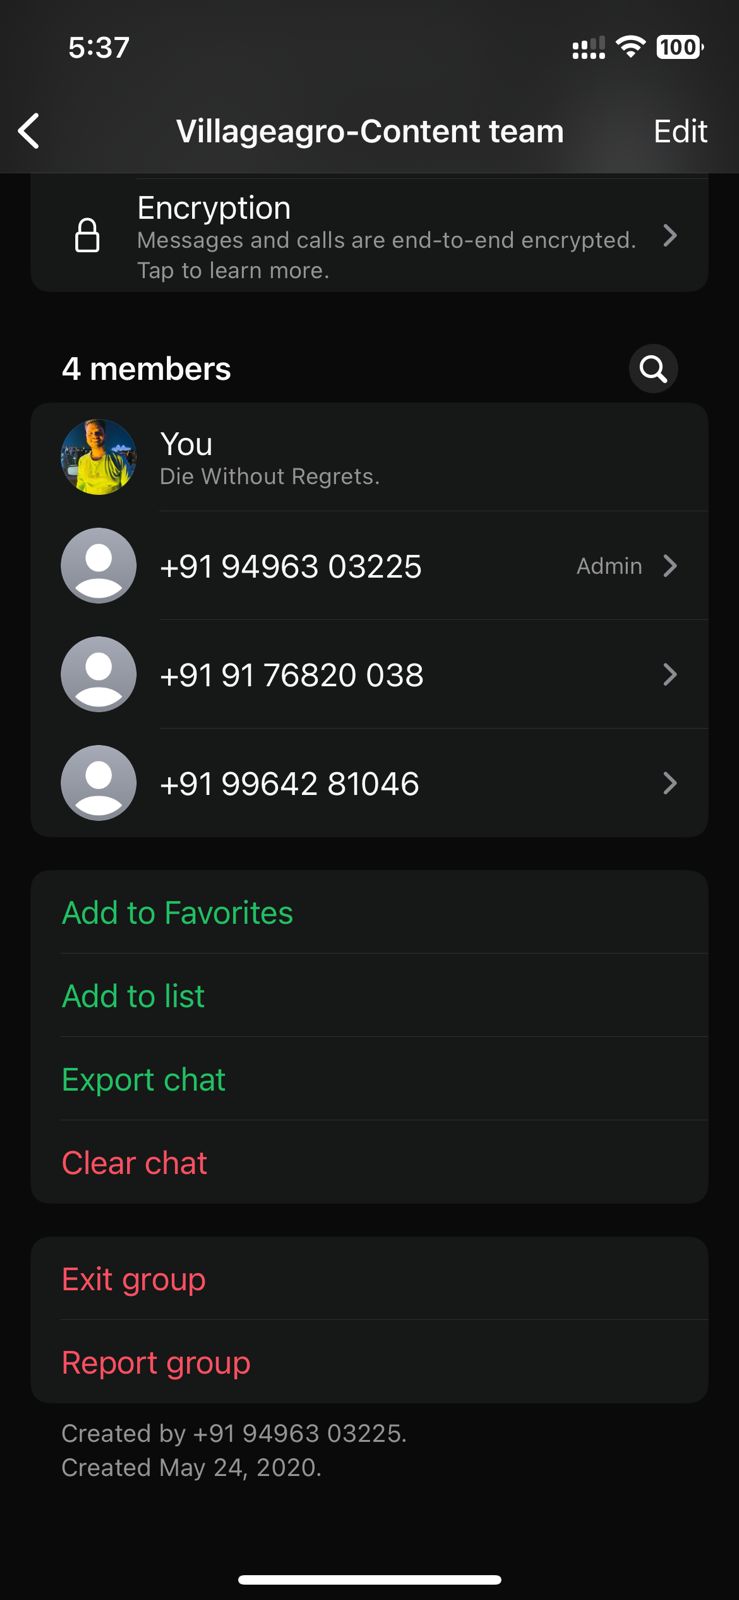 5:37
100
Villageagro-Content team
Edit
Encryption
Messages and calls are end-to-end encrypted.
Tap to learn more.
4 members
You
Die Without Regrets.
+91 94963 03225
Admin
+91 91 76820 038
+91 99642 81046
Add to Favorites
Add to list
Export chat
Clear chat
Exit group
Report group
Created by +91 94963 03225.
Created May 24, 2020.